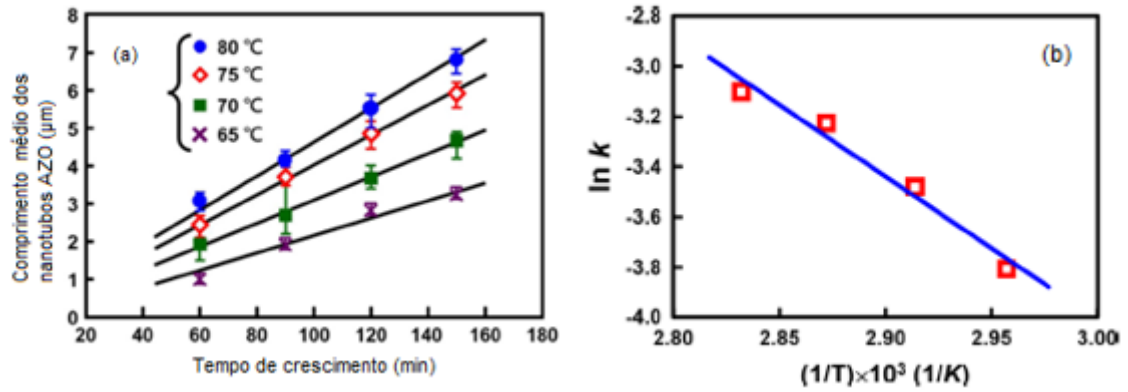 (a)
80 °C
75 °C
70 °C
65 °C
Comprimento médio dos
nanotubos AZO (µm)
8
7
6
5
4
3
2
1
0
20 40 60 80 100 120 140 160 180
Tempo de crescimento (min)
(b)
ln k
-2.8
-3.0
-3.2
-3.4
-3.6
-3.8
-4.0
2.80 2.85 2.90 2.95 3.00
(1/T)×10³ (1/K)